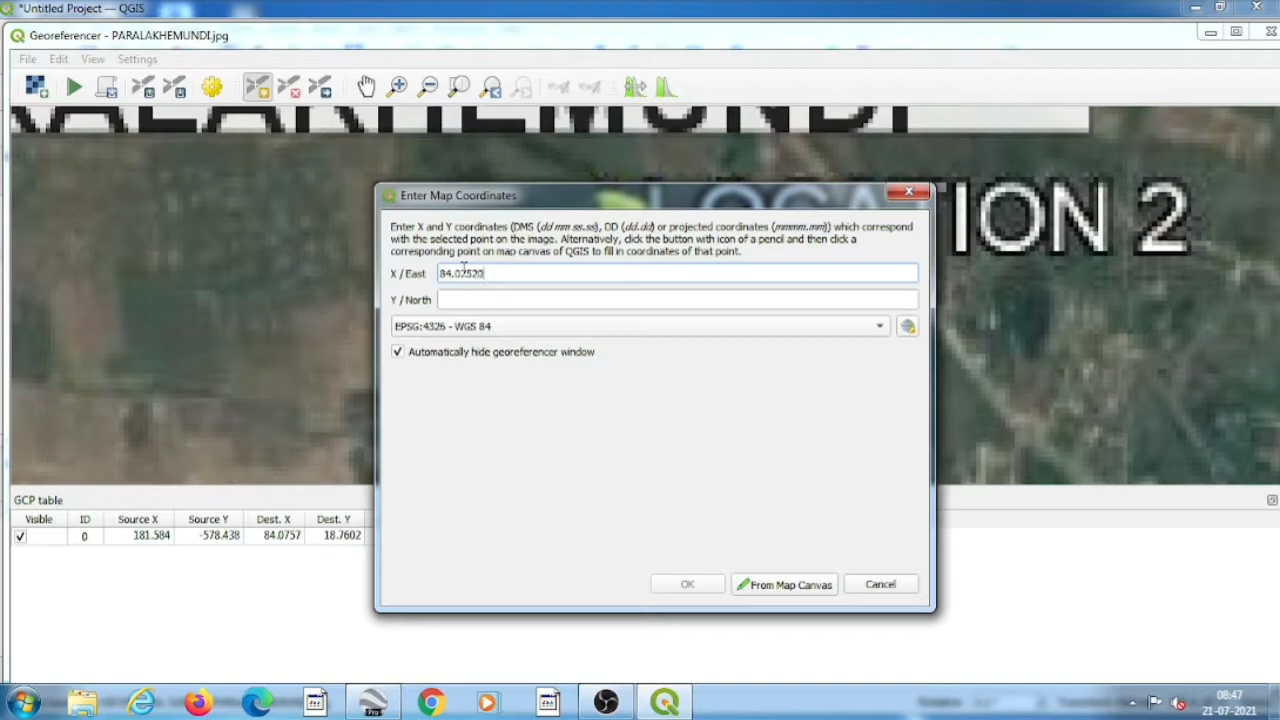 *Untitled Project — QGIS
Georeferencer - PARALAKHEMUNDI.jpg
File Edit View Settings
ALAKHEMUNDI
LOCATION 2
Enter Map Coordinates
Enter X and Y coordinates (DMS (dd mm ss.ss), DD (dd.dd) or projected coordinates (mmmm.mm)) which correspond
with the selected point on the image. Alternatively, click the button with icon of a pencil and then click a
corresponding point on map canvas of QGIS to fill in coordinates of that point.
X / East 84.02520
Y / North
EPSG:4326 - WGS 84
Automatically hide georeferencer window
OK From Map Canvas Cancel
GCP table
Visible ID Source X Source Y Dest. X Dest. Y
0 181.584 -578.438 84.0757 18.7602
Pro
08:47
21-07-2021